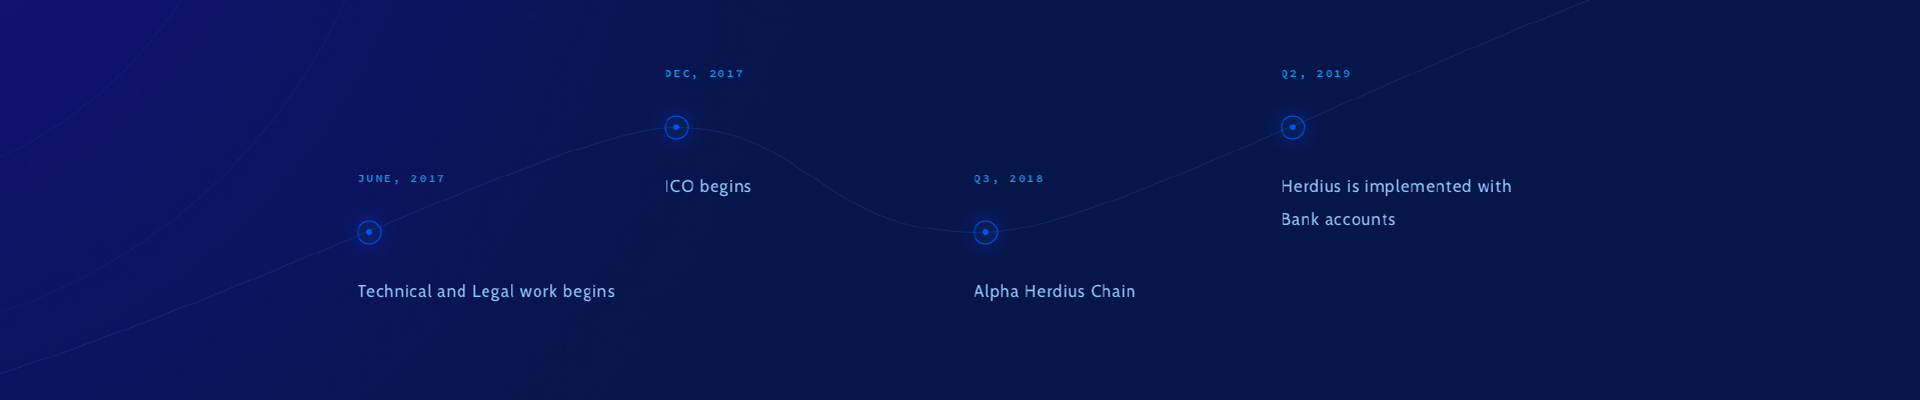 JUNE, 2017
Technical and Legal work begins
DEC, 2017
ICO begins
Q3, 2018
Alpha Herdius Chain
Q2, 2019
Herdius is implemented with
Bank accounts